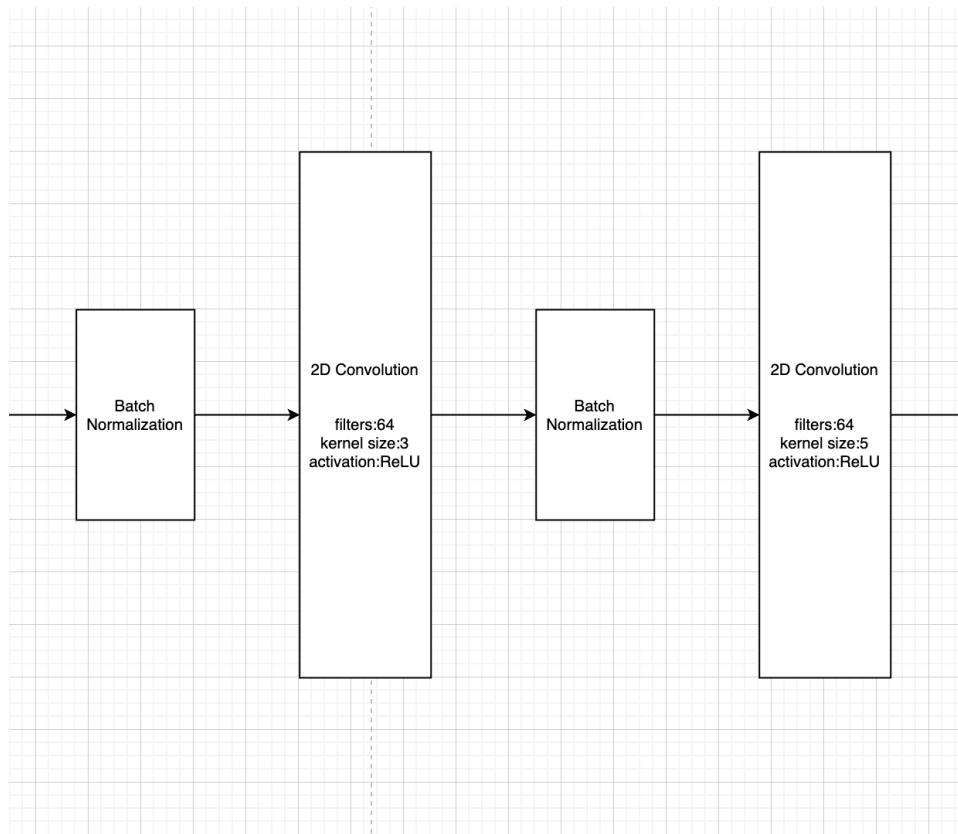 Batch
Normalization
2D Convolution
filters:64
kernel size:3
activation:ReLU
Batch
Normalization
2D Convolution
filters:64
kernel size:5
activation:ReLU